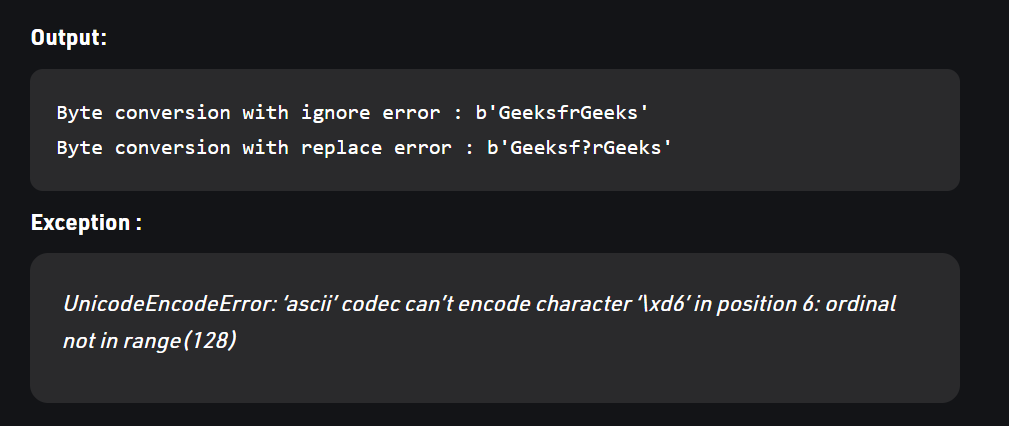 Output:
Byte conversion with ignore error : b'GeeksfrGeeks'
Byte conversion with replace error : b'Geeksf?rGeeks'
Exception :
UnicodeEncodeError: ‘ascii’ codec can’t encode character ‘\xd6’ in position 6: ordinal
not in range(128)